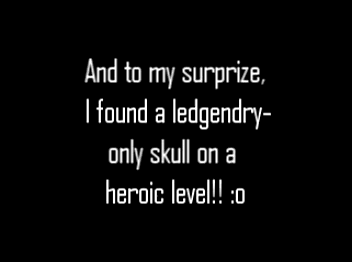 And to my surprize,
I found a ledgendry-
only skull on a
heroic level!! :o